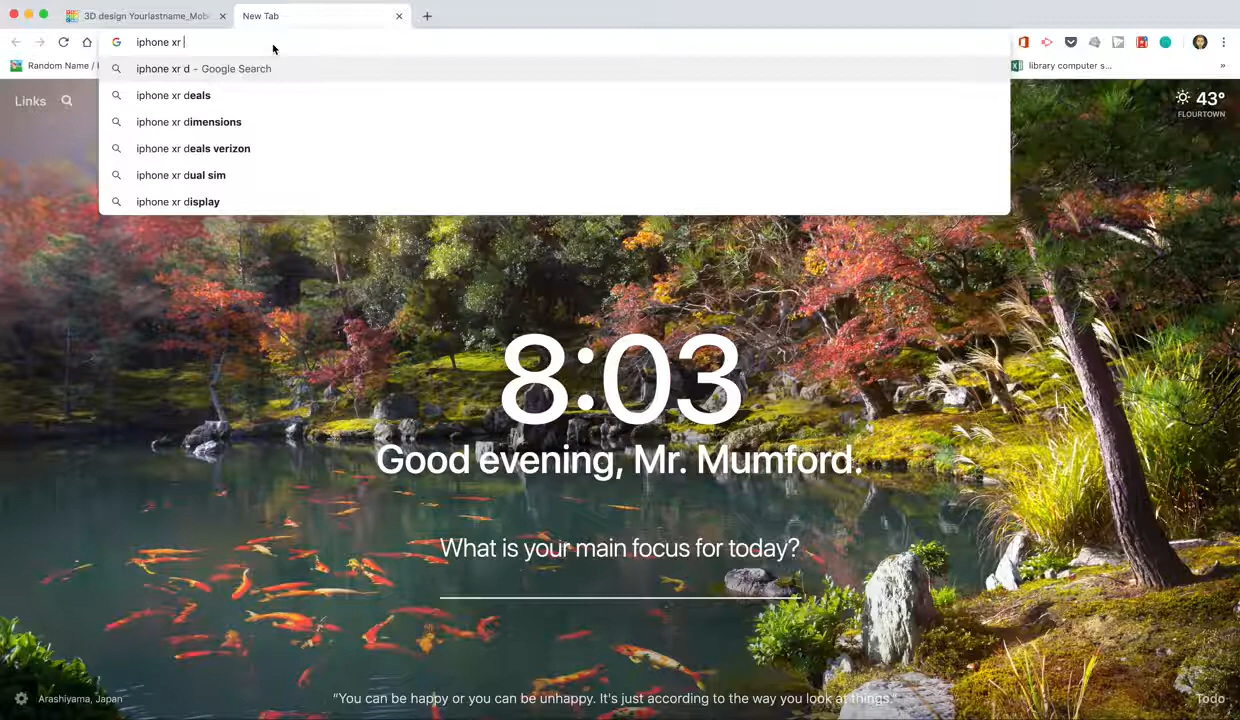 3D design Yourlastname_Mob
New Tab
iphone xr
Random Name /
library computer s...
»
iphone xr d - Google Search
iphone xr deals
iphone xr dimensions
iphone xr deals verizon
iphone xr dual sim
iphone xr display
Links
43°
FLOURTOWN
8:03
Good evening, Mr. Mumford.
What is your main focus for today?
Arashiyama, Japan
“You can be happy or you can be unhappy. It's just according to the way you look at things.”
Todo